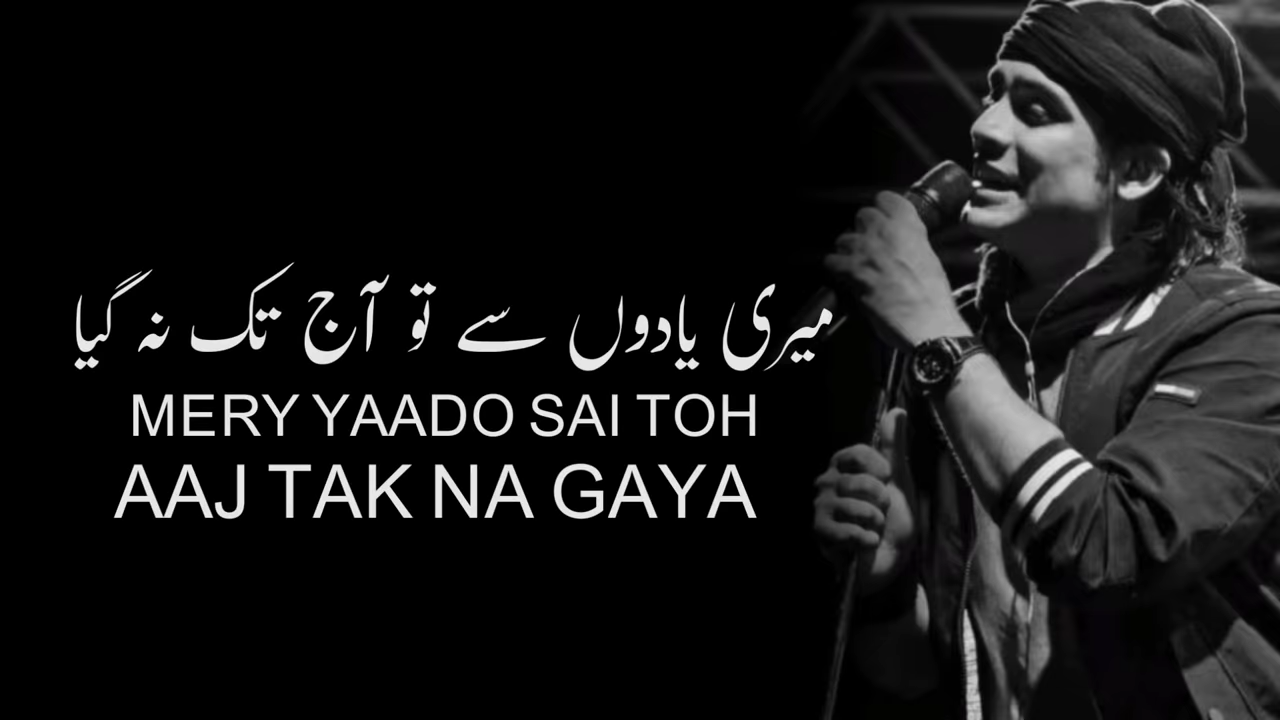 میری یادوں سے تو آج تک نہ گیا
MERY YAADO SAI TOH
AAJ TAK NA GAYA